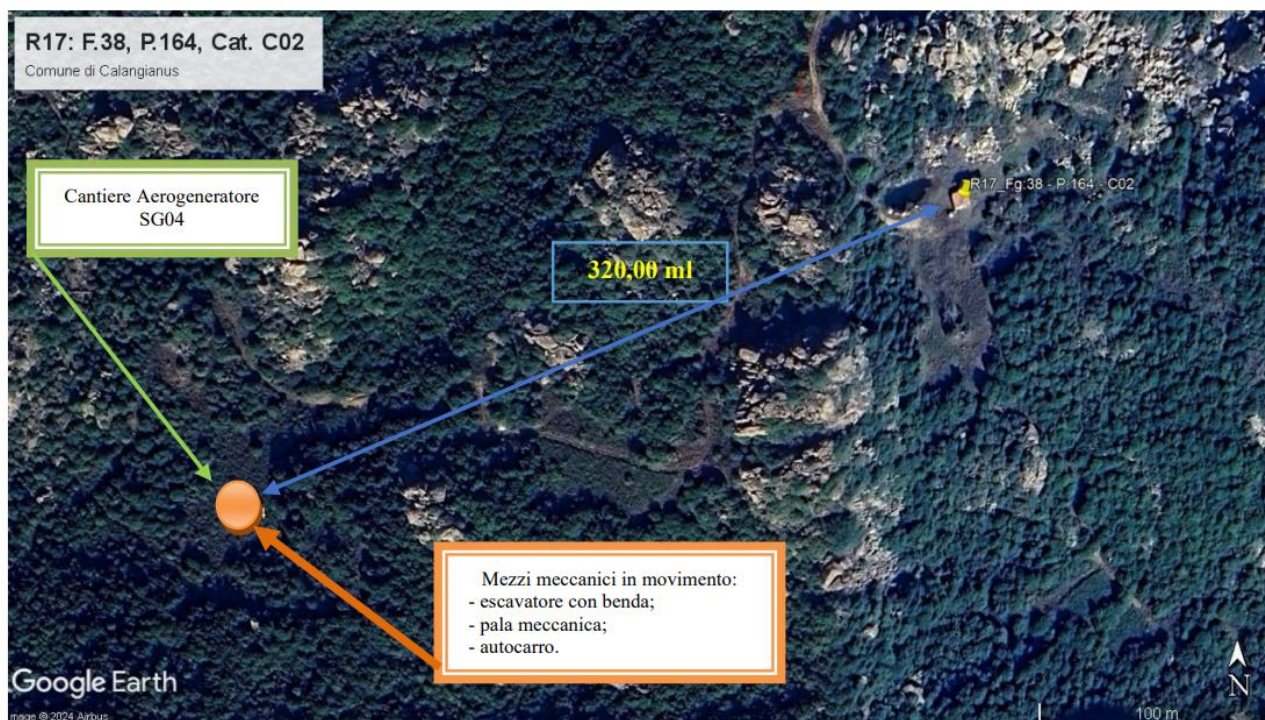 R17: F.38, P.164, Cat. C02
Comune di Calangianus
Cantiere Aerogeneratore
SG04
R17_Fg.38 - P.164 - C02
320,00 ml
Mezzi meccanici in movimento:
- escavatore con benda;
- pala meccanica;
- autocarro.
Google Earth
N
mage © 2024 Airbus
100 m